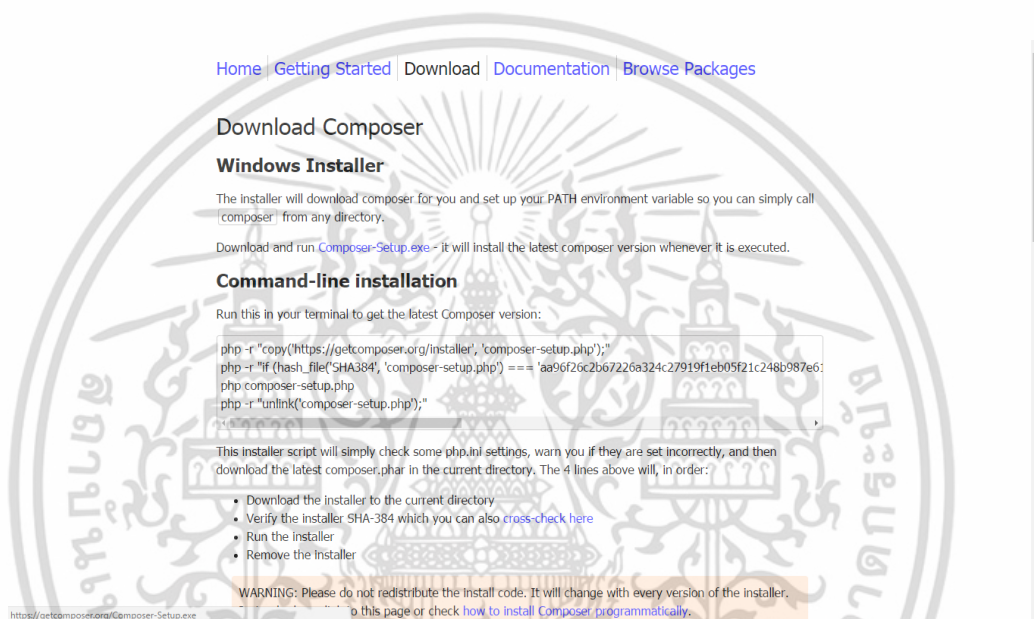 Home Getting Started Download Documentation Browse Packages
Download Composer
Windows Installer
The installer will download composer for you and set up your PATH environment variable so you can simply call
composer from any directory.
Download and run Composer-Setup.exe - it will install the latest composer version whenever it is executed.
Command-line installation
Run this in your terminal to get the latest Composer version:
php -r "copy('https://getcomposer.org/installer', 'composer-setup.php');"
php -r "if (hash_file('SHA384', 'composer-setup.php') === 'aa96f26c2b67226a324c27919f1eb05f21c248b987e61
php composer-setup.php
php -r "unlink('composer-setup.php');"
This installer script will simply check some php.ini settings, warn you if they are set incorrectly, and then
download the latest composer.phar in the current directory. The 4 lines above will, in order:
• Download the installer to the current directory
• Verify the installer SHA-384 which you can also cross-check here
• Run the installer
• Remove the installer
WARNING: Please do not redistribute the install code. It will change with every version of the installer.
o this page or check how to install Composer programmatically.
https://getcomposer.org/Composer-Setup.exe